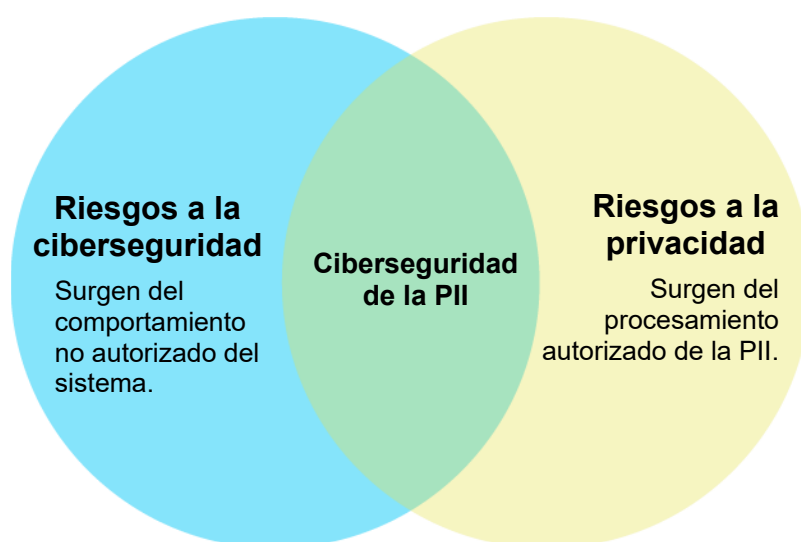 Riesgos a la
ciberseguridad
Surgen del
comportamiento
no autorizado del
sistema.
Ciberseguridad
de la PII
Riesgos a la
privacidad
Surgen del
procesamiento
autorizado de la PII.